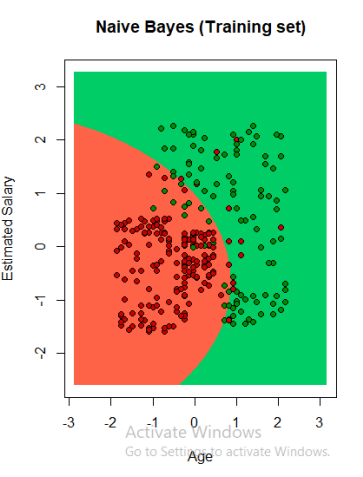 Naive Bayes (Training set)
Estimated Salary
3
2
1
0
-1
-2
-3 -2 -1 0 1 2 3
Age
Activate Windows
Go to Settings to activate Windows.